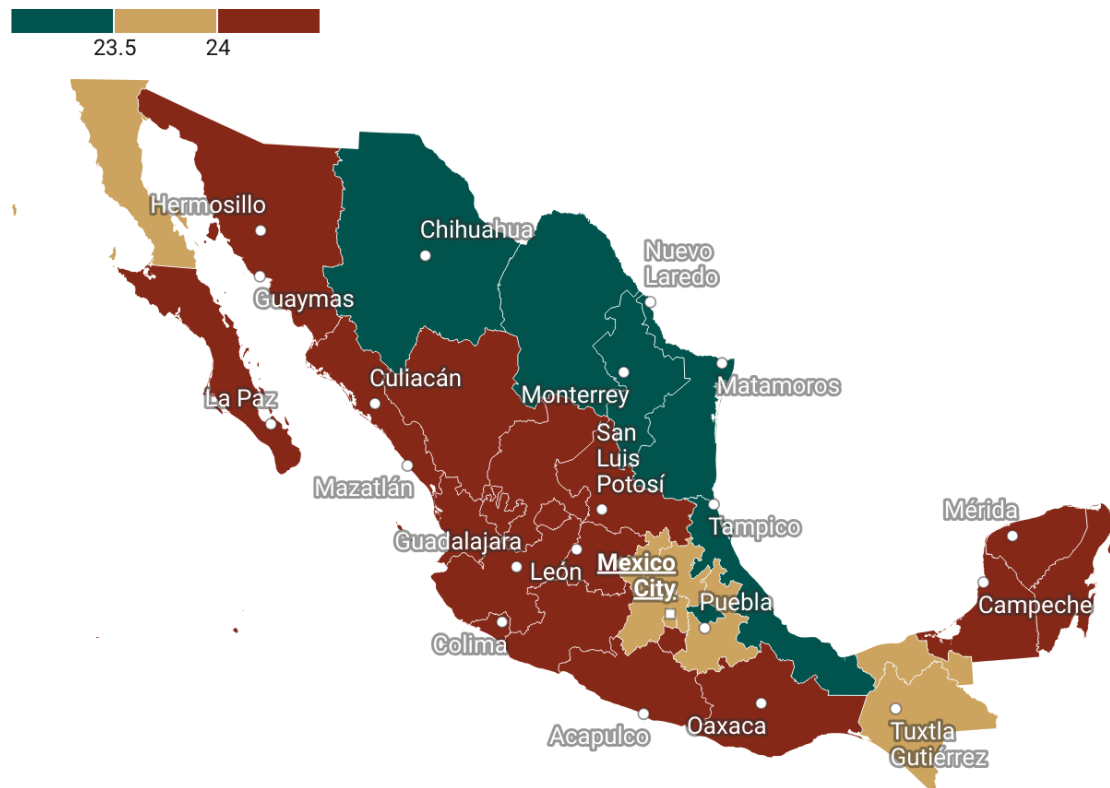 23.5
24
Hermosillo
Chihuahua
Nuevo
Laredo
Guaymas
Culiacán
La Paz
Monterrey
Matamoros
San
Luis
Potosí
Mazatlán
Tampico
Mérida
Guadalajara
León
Mexico
City
Puebla
Campeche
Colima
Acapulco
Oaxaca
Tuxtla
Gutiérrez